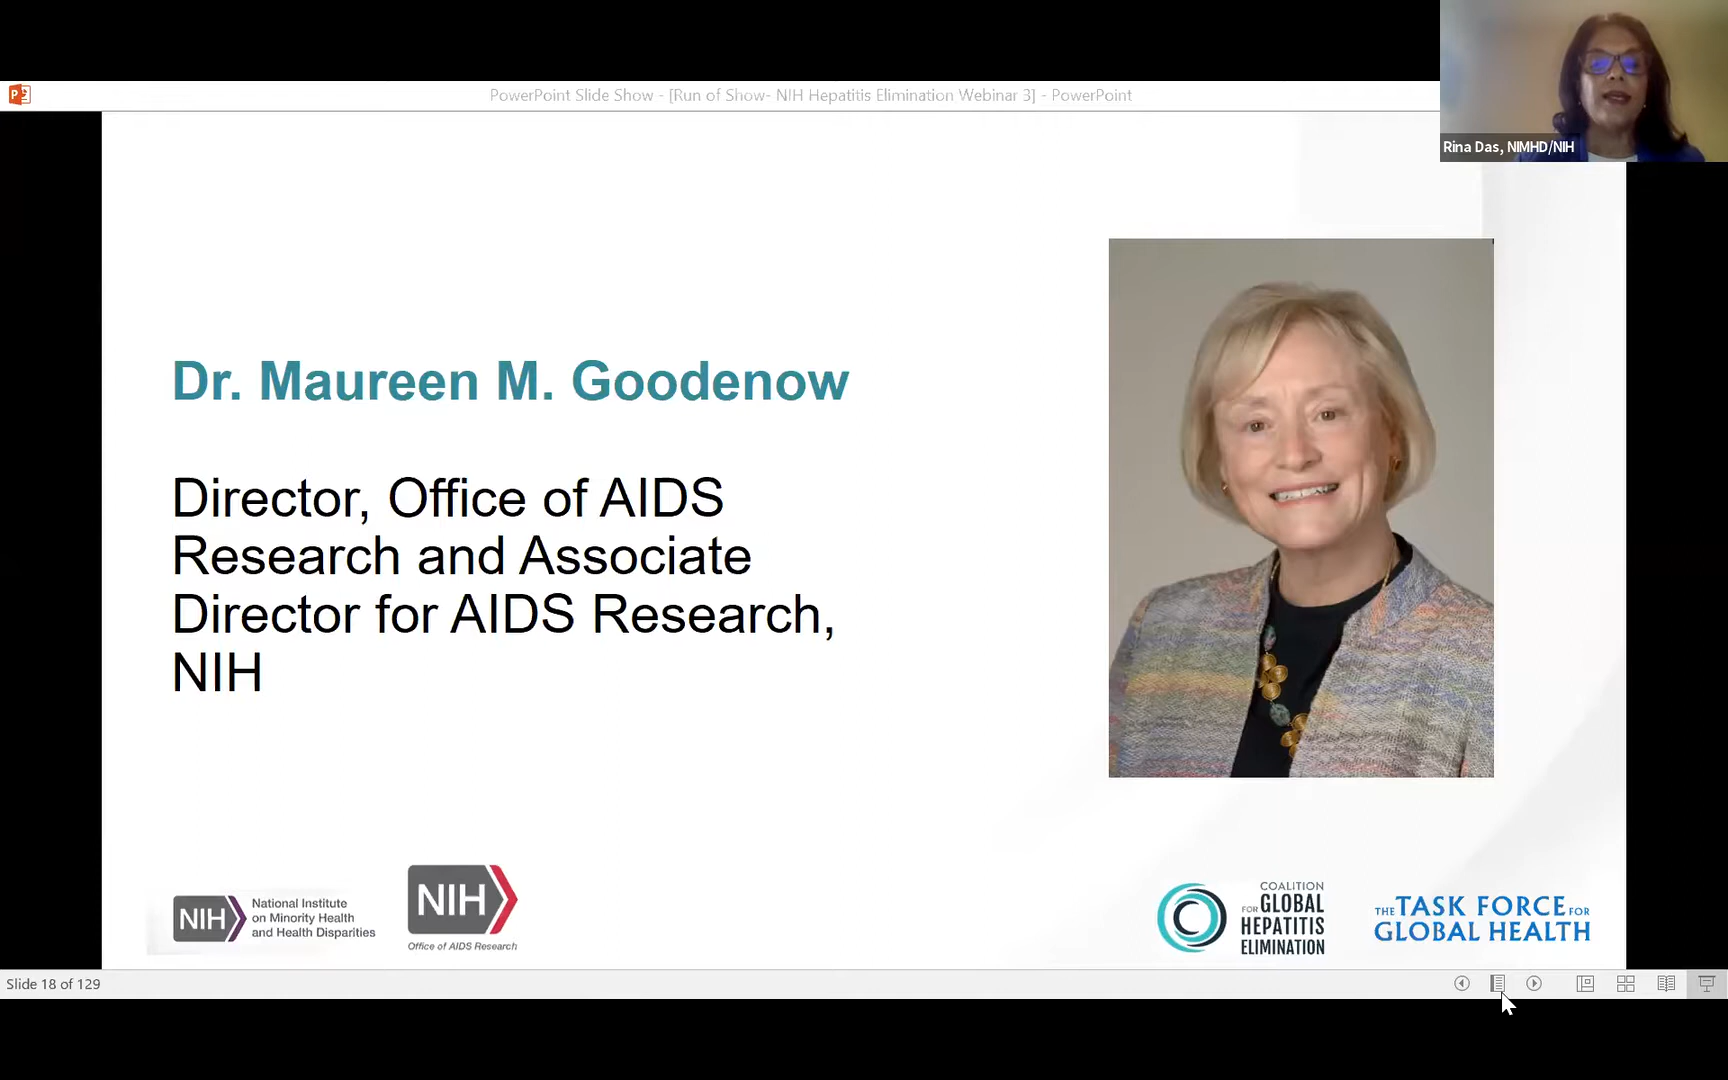 PowerPoint Slide Show - [Run of Show- NIH Hepatitis Elimination Webinar 3] - PowerPoint
Rina Das, NIMHD/NIH
Dr. Maureen M. Goodenow
Director, Office of AIDS
Research and Associate
Director for AIDS Research,
NIH
NIH
National Institute
on Minority Health
and Health Disparities
NIH
Office of AIDS Research
COALITION
FOR GLOBAL
HEPATITIS
ELIMINATION
THE TASK FORCE FOR
GLOBAL HEALTH
Slide 18 of 129